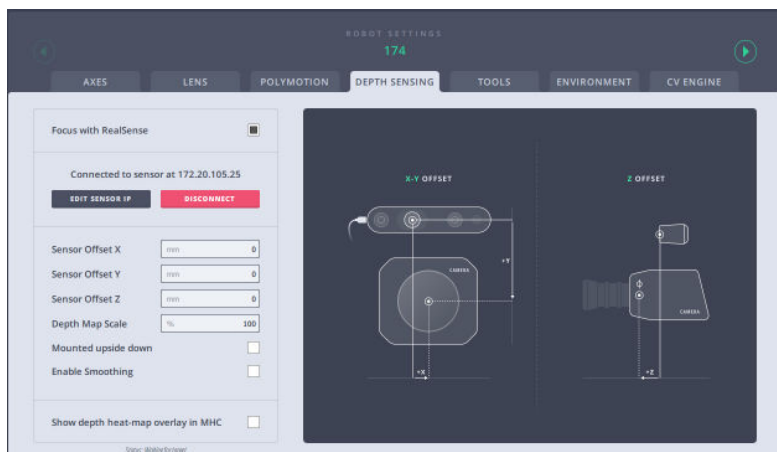 ROBOT SETTINGS
174
AXES LENS POLYMOTION DEPTH SENSING TOOLS ENVIRONMENT CV ENGINE
Focus with RealSense
Connected to sensor at 172.20.105.25
EDIT SENSOR IP DISCONNECT
Sensor Offset X mm 0
Sensor Offset Y mm 0
Sensor Offset Z mm 0
Depth Map Scale % 100
Mounted upside down
Enable Smoothing
Show depth heat-map overlay in MHC
X-Y OFFSET
+Y
CAMERA
+X
Z OFFSET
CAMERA
+Z